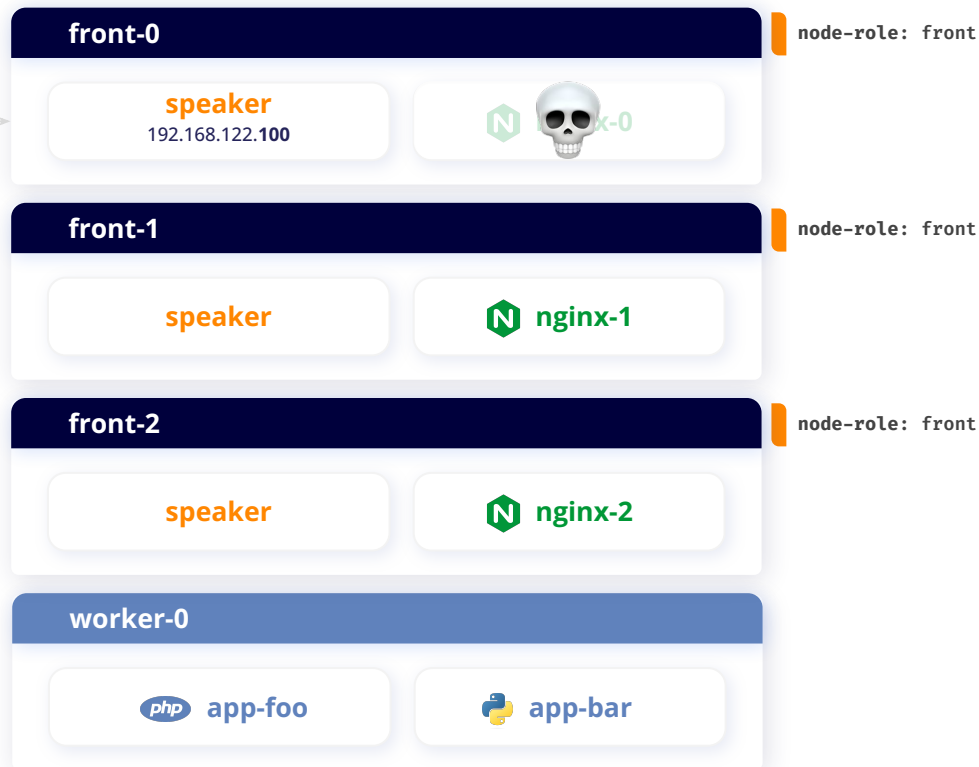 front-0
node-role: front
speaker
192.168.122.100
x-0
front-1
node-role: front
speaker
nginx-1
front-2
node-role: front
speaker
nginx-2
worker-0
php app-foo
app-bar